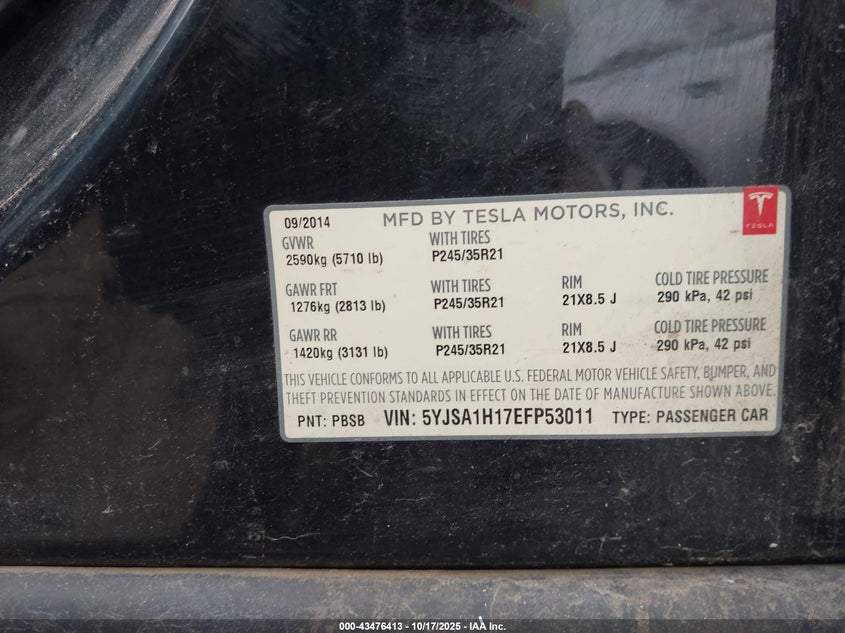 09/2014 MFD BY TESLA MOTORS, INC.
TESLA
GVWR WITH TIRES
2590kg (5710 lb) P245/35R21
GAWR FRT WITH TIRES RIM COLD TIRE PRESSURE
1276kg (2813 lb) P245/35R21 21X8.5 J 290 kPa, 42 psi
GAWR RR WITH TIRES RIM COLD TIRE PRESSURE
1420kg (3131 lb) P245/35R21 21X8.5 J 290 kPa, 42 psi
THIS VEHICLE CONFORMS TO ALL APPLICABLE U.S. FEDERAL MOTOR VEHICLE SAFETY, BUMPER, AND
THEFT PREVENTION STANDARDS IN EFFECT ON THE DATE OF MANUFACTURE SHOWN ABOVE.
PNT: PBSB VIN: 5YJSA1H17EFP53011 TYPE: PASSENGER CAR
000-43476413 - 10/17/2025 - © IAA Inc.